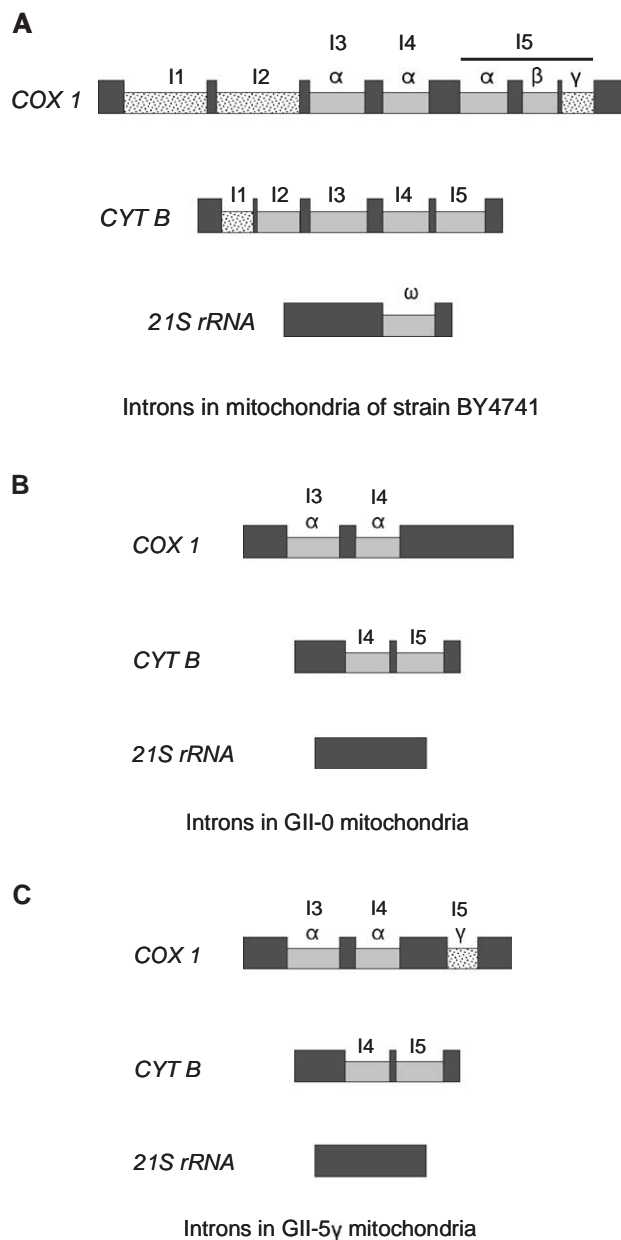 A
I3 I4 I5
I1 I2 α α α β γ
COX 1
I1 I2 I3 I4 I5
CYT B
ω
21S rRNA
Introns in mitochondria of strain BY4741
B
I3 I4
α α
COX 1
I4 I5
CYT B
21S rRNA
Introns in GII-0 mitochondria
C
I3 I4 I5
α α γ
COX 1
I4 I5
CYT B
21S rRNA
Introns in GII-5γ mitochondria